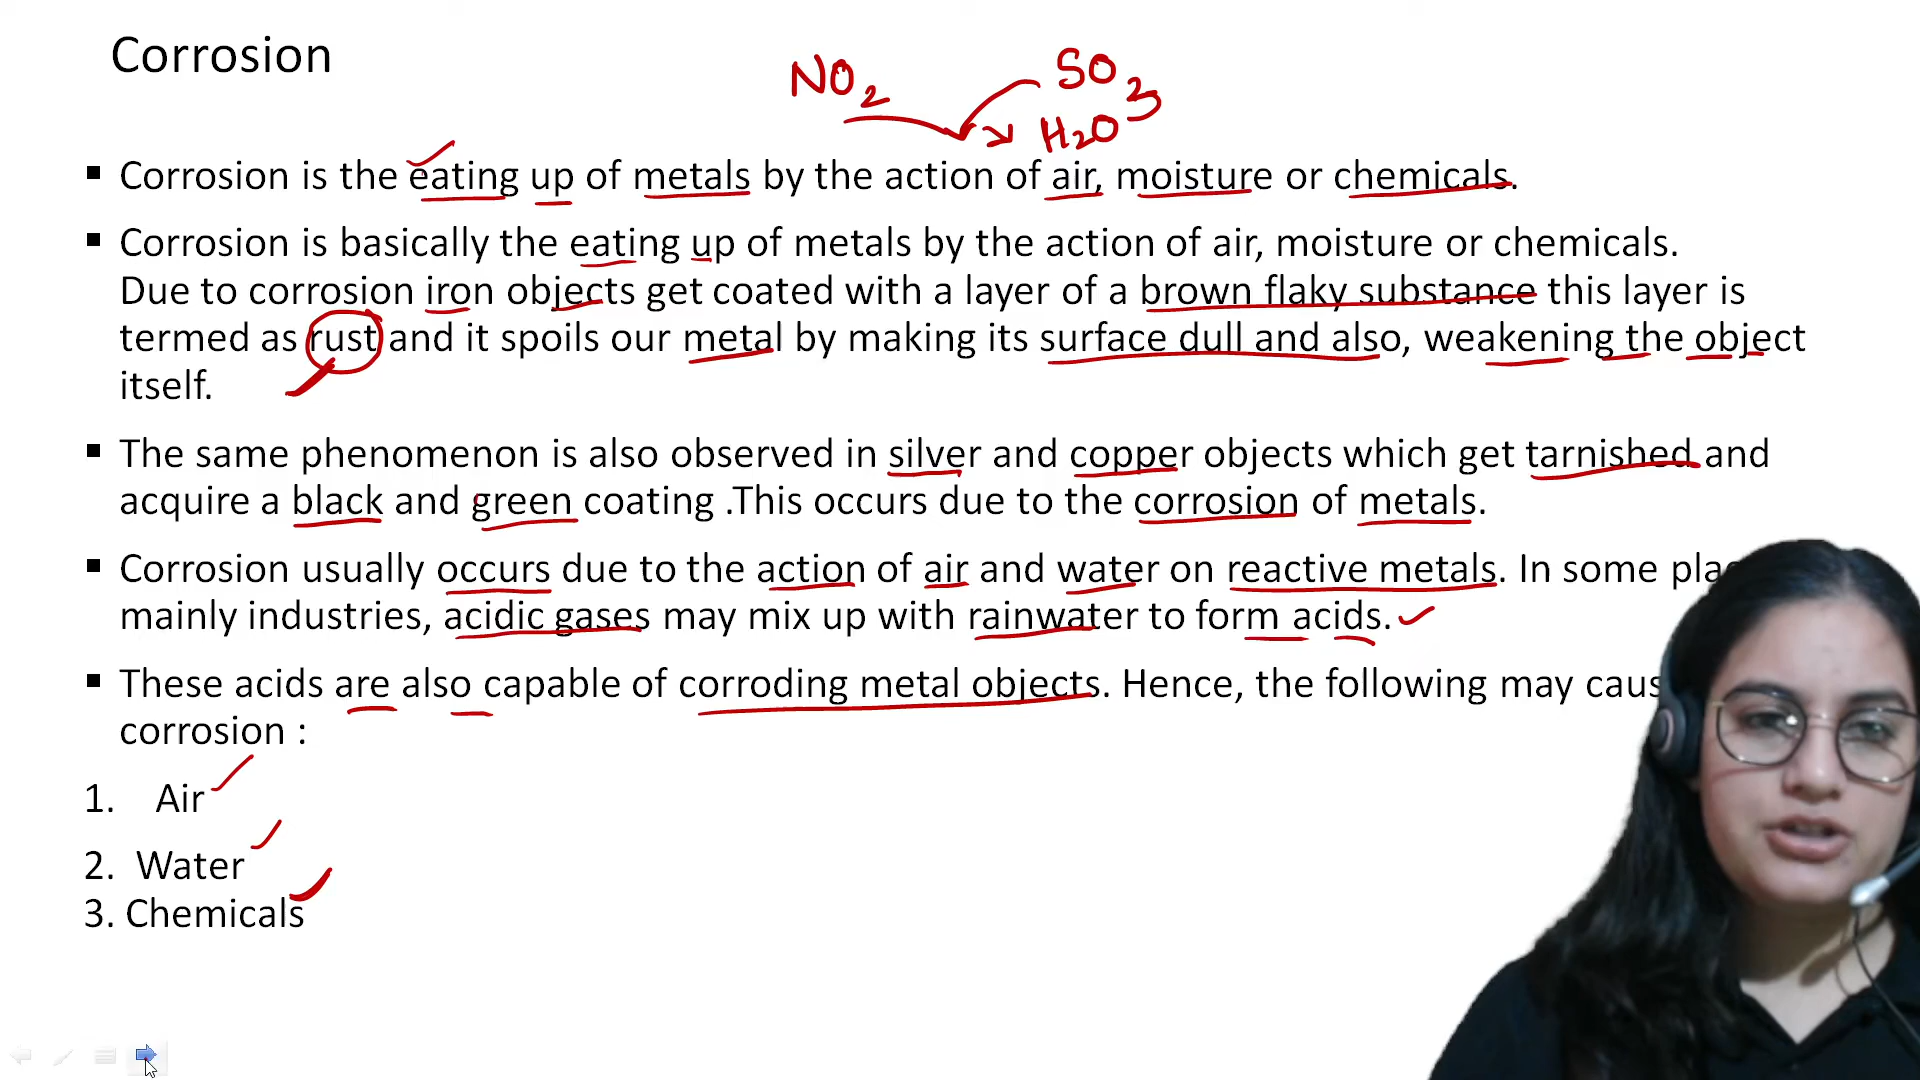 Corrosion
NO2 SO3
H2O
▪ Corrosion is the eating up of metals by the action of air, moisture or chemicals.
▪ Corrosion is basically the eating up of metals by the action of air, moisture or chemicals.
Due to corrosion iron objects get coated with a layer of a brown flaky substance this layer is
termed as rust and it spoils our metal by making its surface dull and also, weakening the object
itself.
▪ The same phenomenon is also observed in silver and copper objects which get tarnished and
acquire a black and green coating .This occurs due to the corrosion of metals.
▪ Corrosion usually occurs due to the action of air and water on reactive metals. In some
mainly industries, acidic gases may mix up with rainwater to form acids.
▪ These acids are also capable of corroding metal objects. Hence, the following may
corrosion :
1. Air
2. Water
3. Chemicals